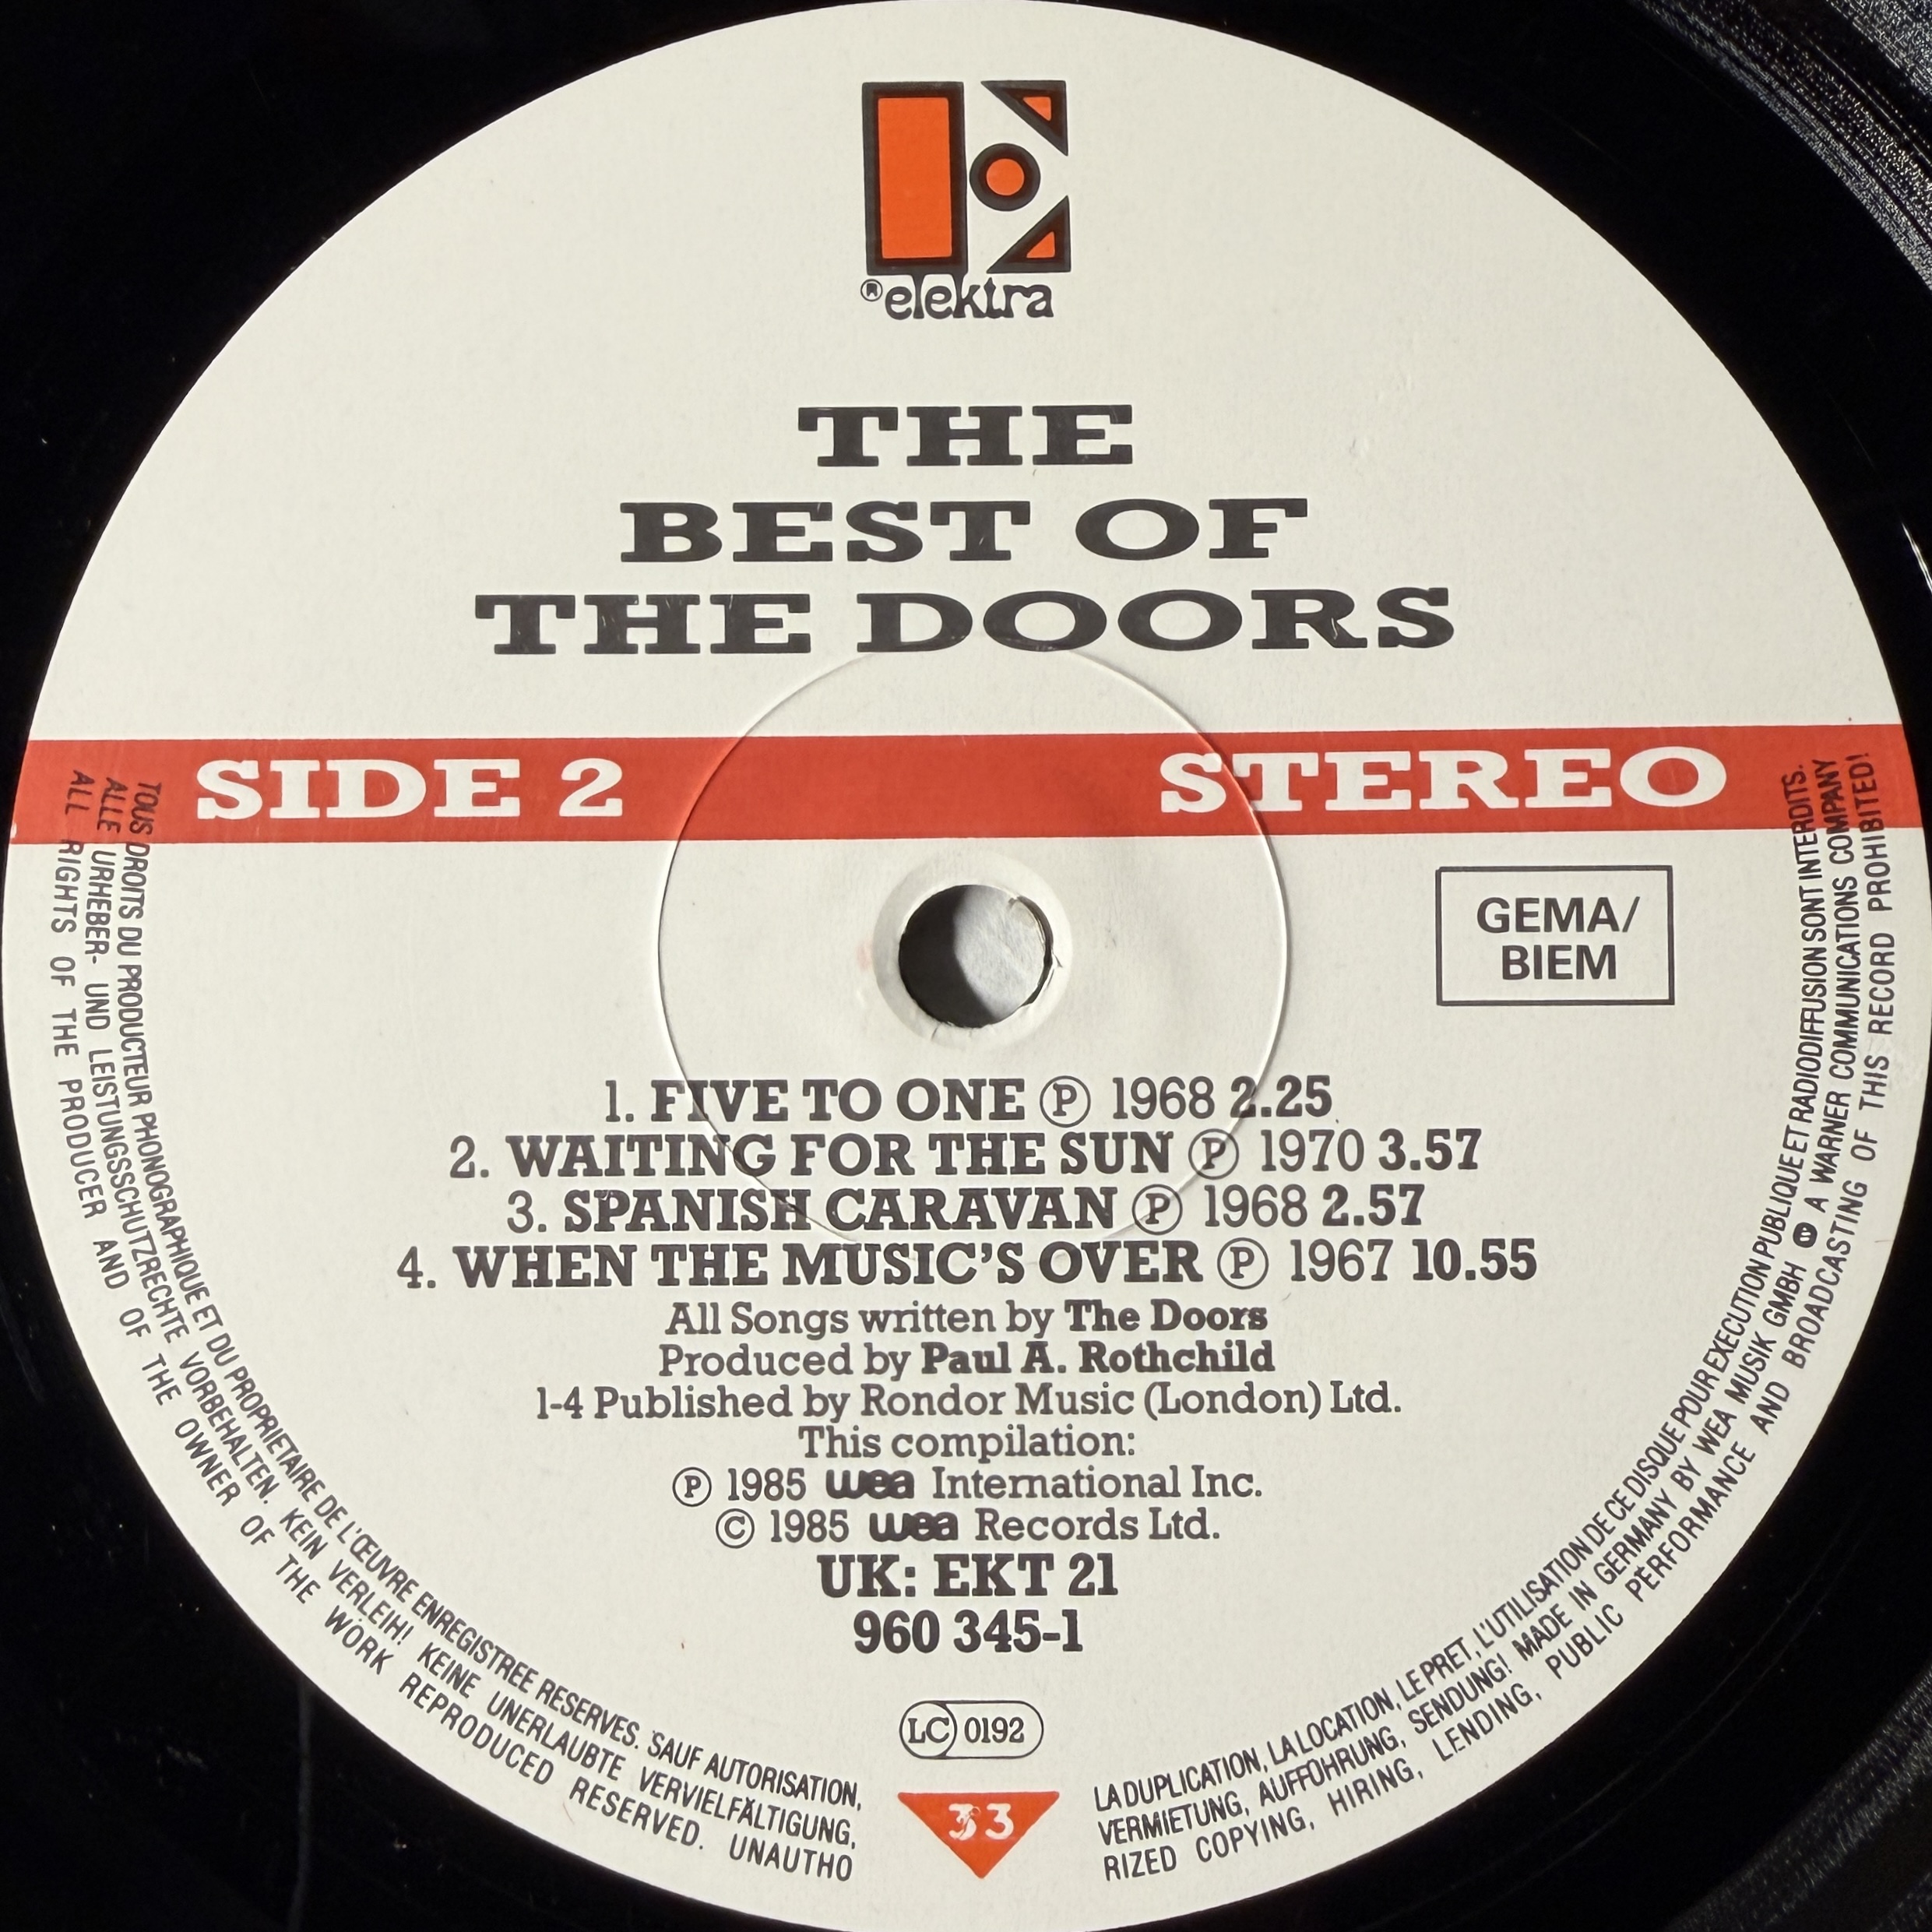 ® elektra
THE
BEST OF
THE DOORS
SIDE 2 STEREO
GEMA/
BIEM
1. FIVE TO ONE Ⓟ 1968 2.25
2. WAITING FOR THE SUN Ⓟ 1970 3.57
3. SPANISH CARAVAN Ⓟ 1968 2.57
4. WHEN THE MUSIC'S OVER Ⓟ 1967 10.55
All Songs written by The Doors
Produced by Paul A. Rothchild
1-4 Published by Rondor Music (London) Ltd.
This compilation:
Ⓟ 1985 wea International Inc.
© 1985 wea Records Ltd.
UK: EKT 21
960 345-1
LC 0192
33
TOUS DROITS DU PRODUCTEUR PHONOGRAPHIQUE ET DU PROPRIETAIRE DE L'ŒUVRE ENREGISTREE RESERVES. SAUF AUTORISATION, LA DUPLICATION, LA LOCATION, LE PRET, L'UTILISATION DE CE DISQUE POUR EXECUTION PUBLIQUE ET RADIODIFFUSION SONT INTERDITS.
ALLE URHEBER- UND LEISTUNGSSCHUTZRECHTE VORBEHALTEN. KEIN VERLEIH! KEINE UNERLAUBTE VERVIELFÄLTIGUNG, VERMIETUNG, AUFFÖHRUNG, SENDUNG! MADE IN GERMANY BY WEA MUSIK GMBH A WARNER COMMUNICATIONS COMPANY
ALL RIGHTS OF THE PRODUCER AND OF THE OWNER OF THE WORK REPRODUCED RESERVED. UNAUTHO RIZED COPYING, HIRING, LENDING, PUBLIC PERFORMANCE AND BROADCASTING OF THIS RECORD PROHIBITED!